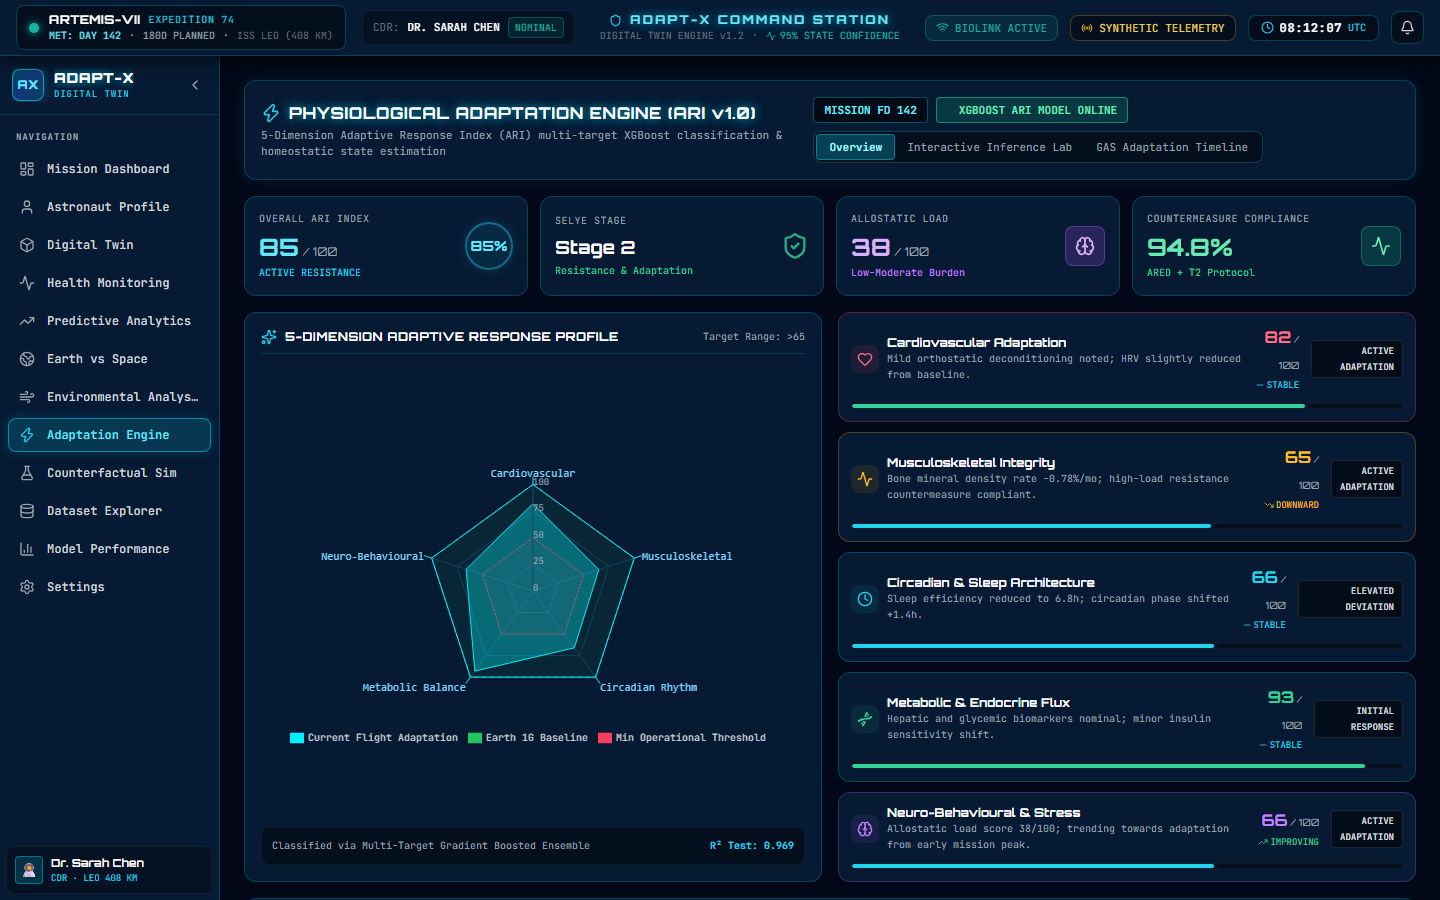 ARTEMIS-VII EXPEDITION 74
MET: DAY 142 · 180D PLANNED · ISS LEO (408 KM)
CDR: DR. SARAH CHEN NOMINAL
ADAPT-X COMMAND STATION
DIGITAL TWIN ENGINE v1.2 · 95% STATE CONFIDENCE
BIOLINK ACTIVE
SYNTHETIC TELEMETRY
08:12:07 UTC
AX
ADAPT-X
DIGITAL TWIN
NAVIGATION
Mission Dashboard
Astronaut Profile
Digital Twin
Health Monitoring
Predictive Analytics
Earth vs Space
Environmental Analys…
Adaptation Engine
Counterfactual Sim
Dataset Explorer
Model Performance
Settings
Dr. Sarah Chen
CDR · LEO 408 KM
PHYSIOLOGICAL ADAPTATION ENGINE (ARI v1.0)
5-Dimension Adaptive Response Index (ARI) multi-target XGBoost classification &
homeostatic state estimation
MISSION FD 142
XGBOOST ARI MODEL ONLINE
Overview
Interactive Inference Lab
GAS Adaptation Timeline
OVERALL ARI INDEX
85 /100
ACTIVE RESISTANCE
85%
SELYE STAGE
Stage 2
Resistance & Adaptation
ALLOSTATIC LOAD
38 /100
Low-Moderate Burden
COUNTERMEASURE COMPLIANCE
94.8%
ARED + T2 Protocol
5-DIMENSION ADAPTIVE RESPONSE PROFILE
Target Range: >65
Cardiovascular
100
75
50
25
0
Neuro-Behavioural
Musculoskeletal
Metabolic Balance
Circadian Rhythm
Current Flight Adaptation
Earth 1G Baseline
Min Operational Threshold
Classified via Multi-Target Gradient Boosted Ensemble
R² Test: 0.969
Cardiovascular Adaptation
Mild orthostatic deconditioning noted; HRV slightly reduced
from baseline.
82 /
100
STABLE
ACTIVE
ADAPTATION
Musculoskeletal Integrity
Bone mineral density rate -0.78%/mo; high-load resistance
countermeasure compliant.
65 /
100
DOWNWARD
ACTIVE
ADAPTATION
Circadian & Sleep Architecture
Sleep efficiency reduced to 6.8h; circadian phase shifted
+1.4h.
66 /
100
STABLE
ELEVATED
DEVIATION
Metabolic & Endocrine Flux
Hepatic and glycemic biomarkers nominal; minor insulin
sensitivity shift.
93 /
100
STABLE
INITIAL
RESPONSE
Neuro-Behavioural & Stress
Allostatic load score 38/100; trending towards adaptation
from early mission peak.
66 /100
IMPROVING
ACTIVE
ADAPTATION